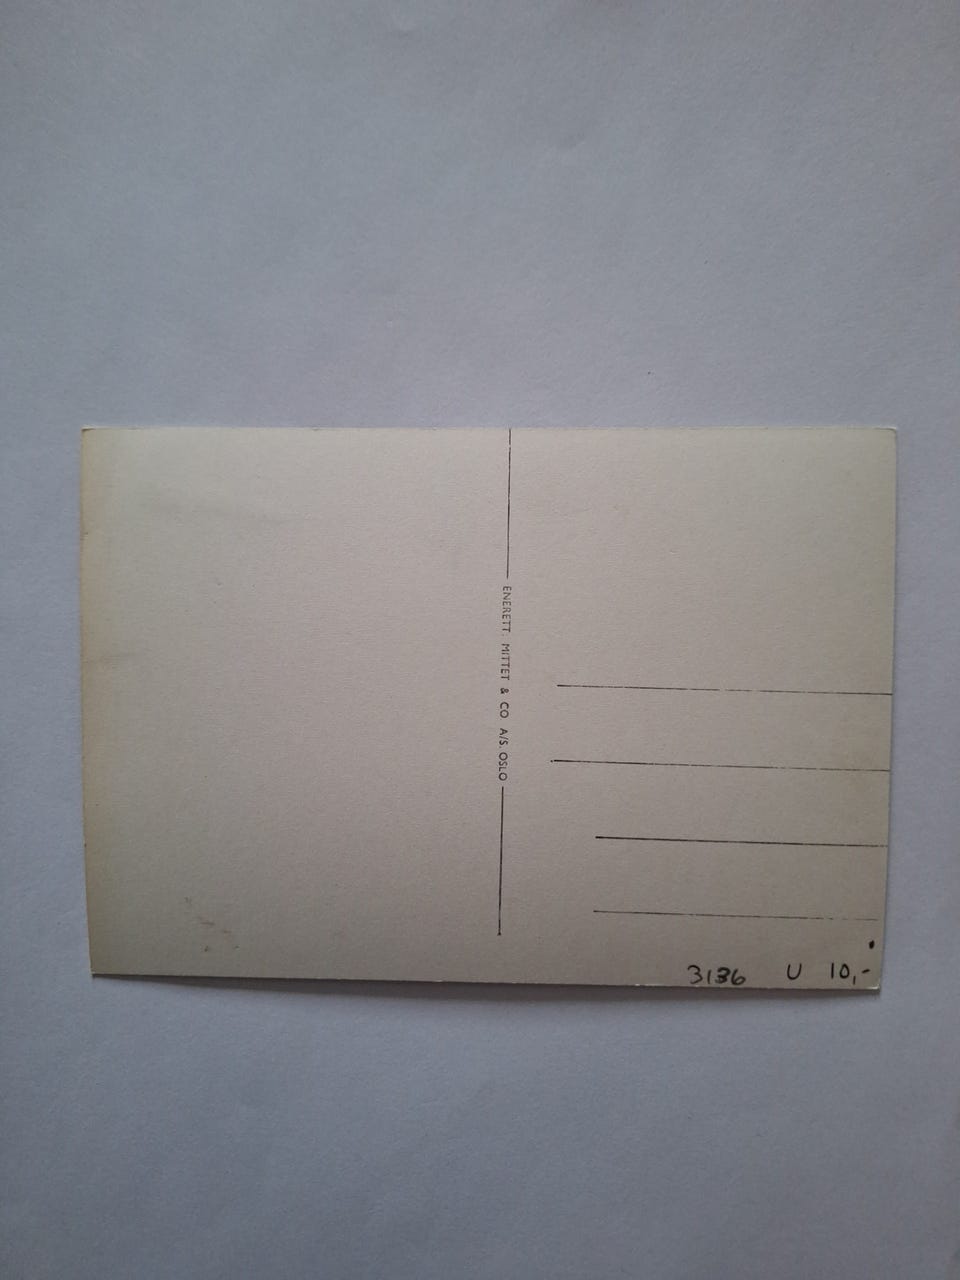 ENERETT. MITTET & CO A/S. OSLO
3136 U 10,-